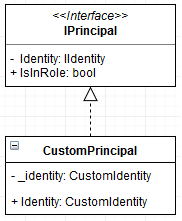 <<Interface>>
IPrincipal
- Identity: IIdentity
+ IsInRole: bool
CustomPrincipal
- _identity: CustomIdentity
+ Identity: CustomIdentity